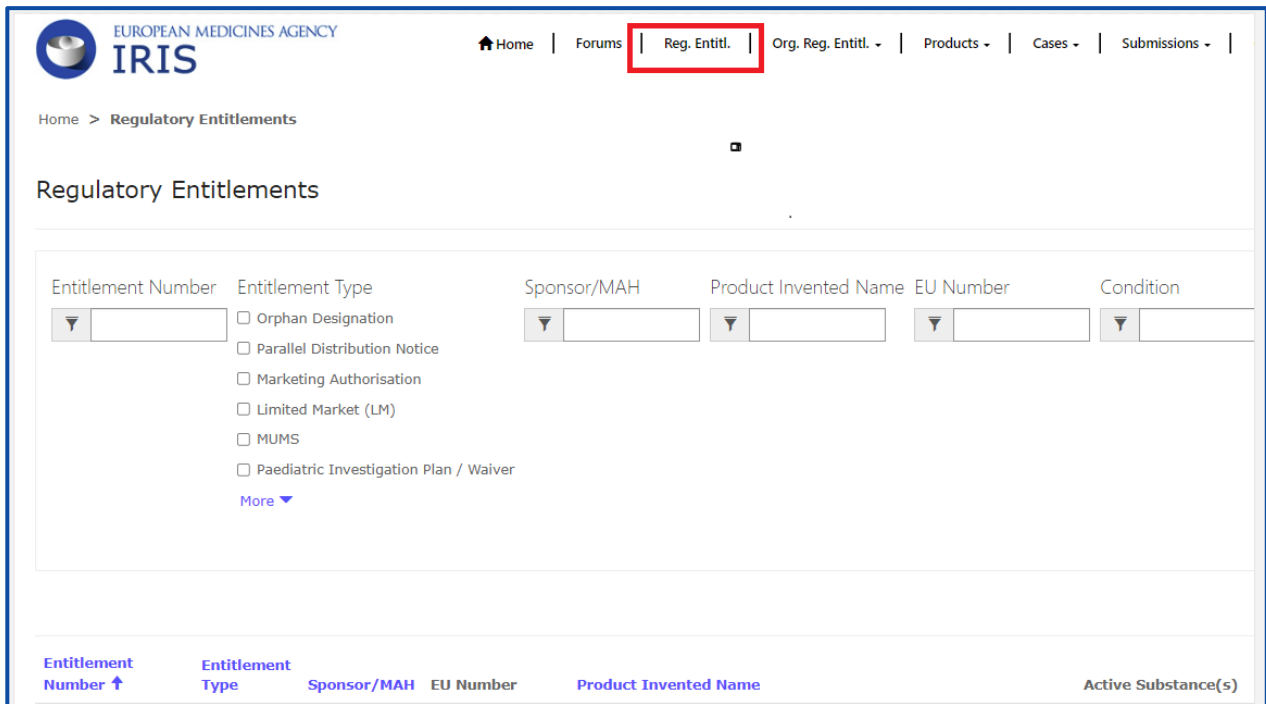 EUROPEAN MEDICINES AGENCY
IRIS
Home | Forums | Reg. Entitl. | Org. Reg. Entitl. | Products | Cases | Submissions |
Home > Regulatory Entitlements
Regulatory Entitlements
Entitlement Number Entitlement Type Sponsor/MAH Product Invented Name EU Number Condition
Orphan Designation
Parallel Distribution Notice
Marketing Authorisation
Limited Market (LM)
MUMS
Paediatric Investigation Plan / Waiver
More
Entitlement Number ↑ Entitlement Type Sponsor/MAH EU Number Product Invented Name Active Substance(s)